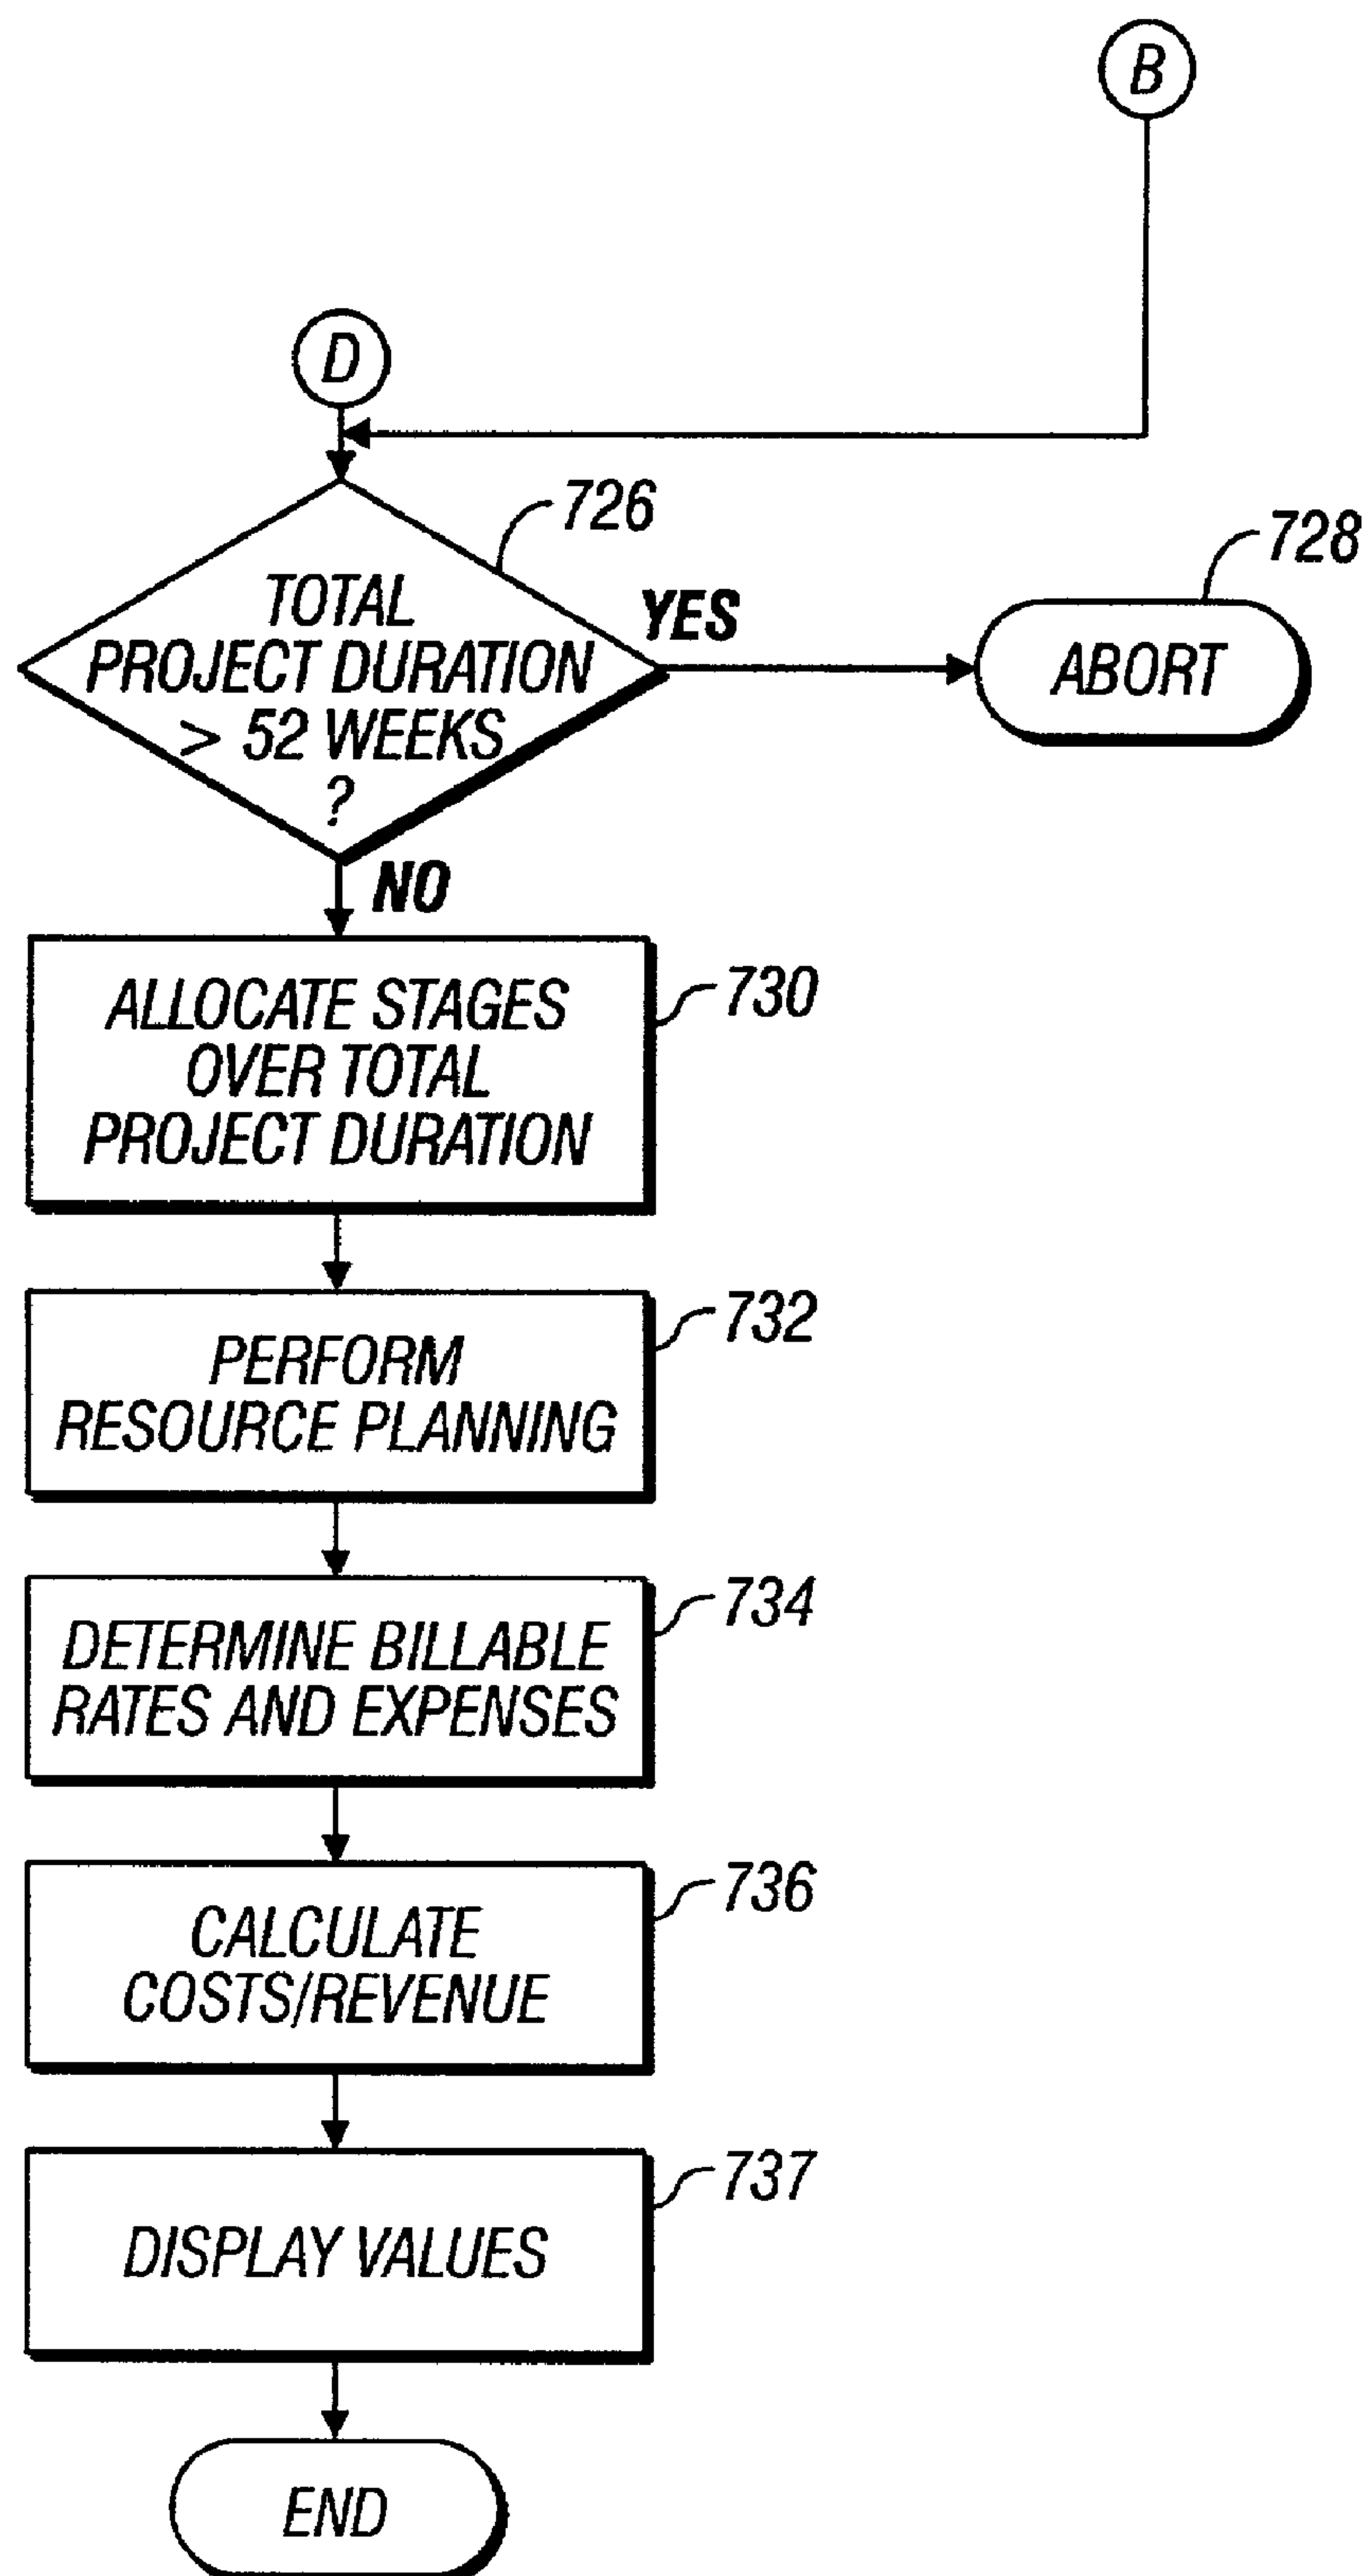 B
D
726
728
TOTAL
PROJECT DURATION
> 52 WEEKS
?
YES
ABORT
NO
730
ALLOCATE STAGES
OVER TOTAL
PROJECT DURATION
732
PERFORM
RESOURCE PLANNING
734
DETERMINE BILLABLE
RATES AND EXPENSES
736
CALCULATE
COSTS/REVENUE
737
DISPLAY VALUES
END